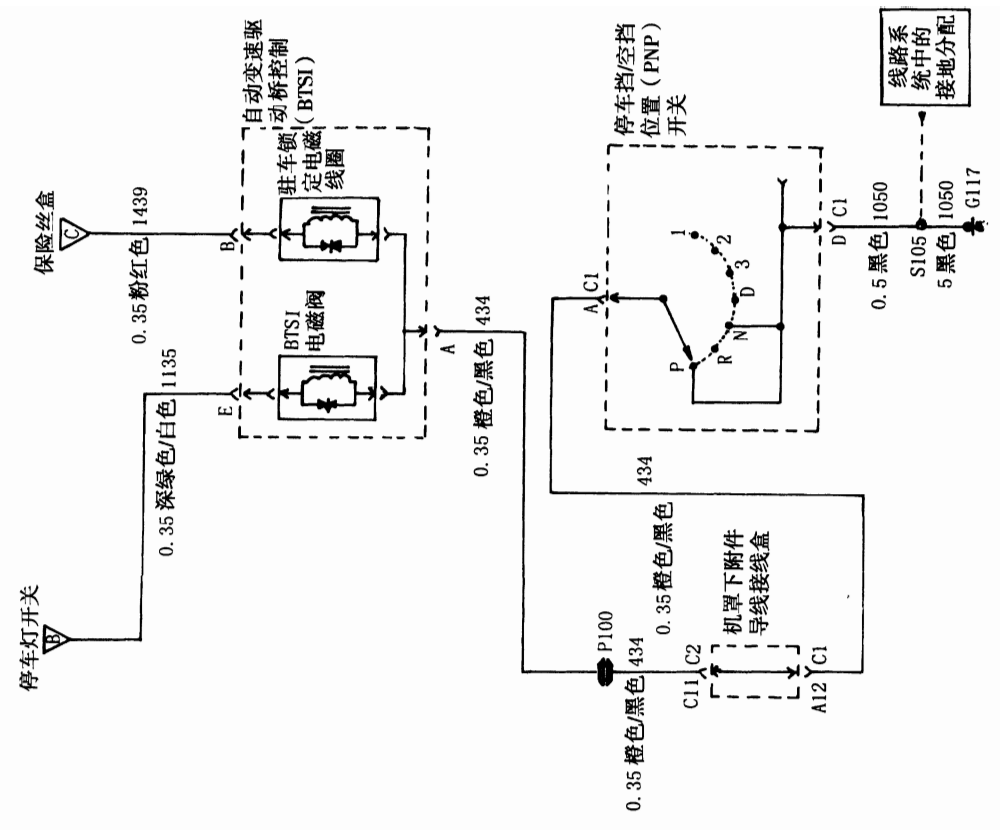 保险丝盒
C
0.35 粉红色 1439
B
停车灯开关
B
0.35 深绿色/白色 1135
E
自动变速驱
动桥控制
(BTSI)
驻车锁
定电磁
线圈
BTSI
电磁阀
A
0.35 橙色/黑色 434
P100
0.35 橙色/黑色 434
C11 C2
机罩下附件
导线接线盒
A12 C1
0.35 橙色/黑色
434
停车挡/空挡
位置(PNP)
开关
A C1
P
R
N
D
3
2
1
D C1
0.5 黑色 1050
S105
5 黑色 1050
G117
线路系
统中的
接地分配